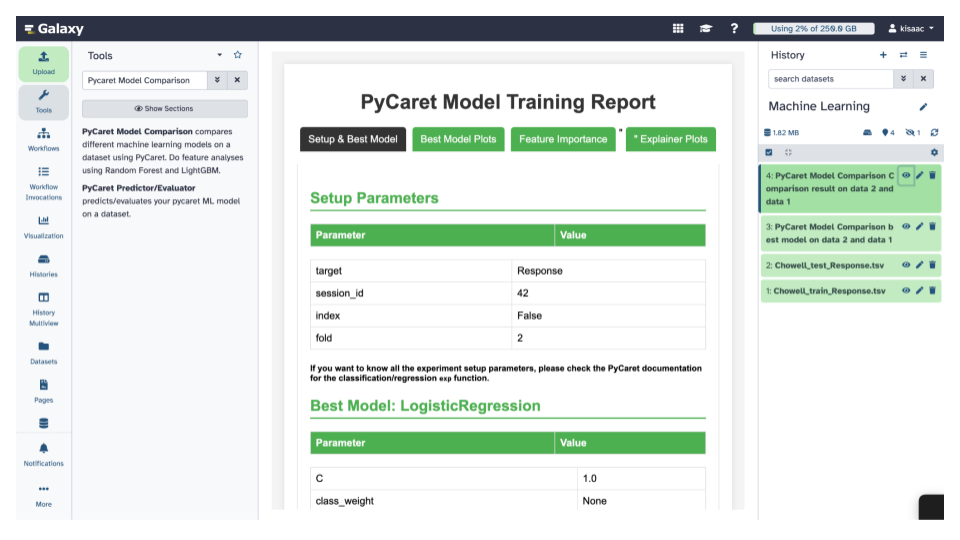 Galaxy
?
Using 2% of 250.0 GB
kisaac
Upload
Tools
Workflows
Workflow
Invocations
Visualization
Histories
History
Multiview
Datasets
Pages
Notifications
More
Tools
Pycaret Model Comparison
Show Sections
PyCaret Model Comparison compares
different machine learning models on a
dataset using PyCaret. Do feature analyses
using Random Forest and LightGBM.
PyCaret Predictor/Evaluator
predicts/evaluates your pycaret ML model
on a dataset.
PyCaret Model Training Report
Setup & Best Model
Best Model Plots
Feature Importance
"
" Explainer Plots
Setup Parameters
Parameter Value
target Response
session_id 42
index False
fold 2
If you want to know all the experiment setup parameters, please check the PyCaret documentation
for the classification/regression exp function.
Best Model: LogisticRegression
Parameter Value
C 1.0
class_weight None
History
search datasets
Machine Learning
1.82 MB
4
1
4: PyCaret Model Comparison C
omparison result on data 2 and
data 1
3: PyCaret Model Comparison b
est model on data 2 and data 1
2: Chowell_test_Response.tsv
1: Chowell_train_Response.tsv